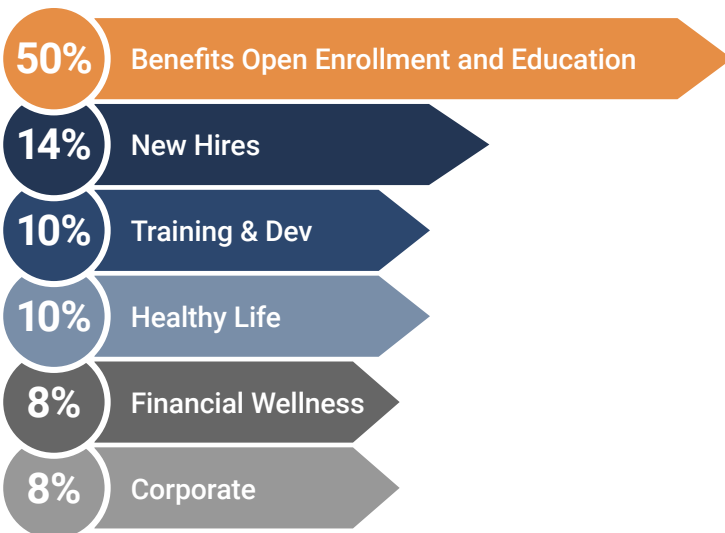 50% Benefits Open Enrollment and Education
14% New Hires
10% Training & Dev
10% Healthy Life
8% Financial Wellness
8% Corporate